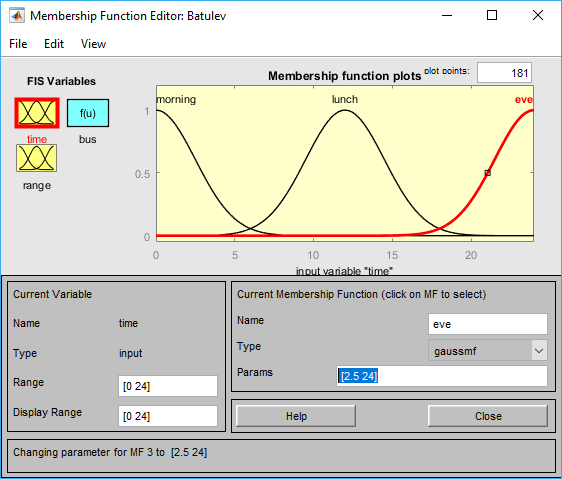 Membership Function Editor: Batulev
File Edit View
FIS Variables
time
f(u)
bus
range
Membership function plots
plot points:
181
morning
lunch
eve
1
0.5
0
0 5 10 15 20
input variable "time"
Current Variable
Name time
Type input
Range [0 24]
Display Range [0 24]
Current Membership Function (click on MF to select)
Name eve
Type gaussmf
Params [2.5 24]
Help Close
Changing parameter for MF 3 to [2.5 24]